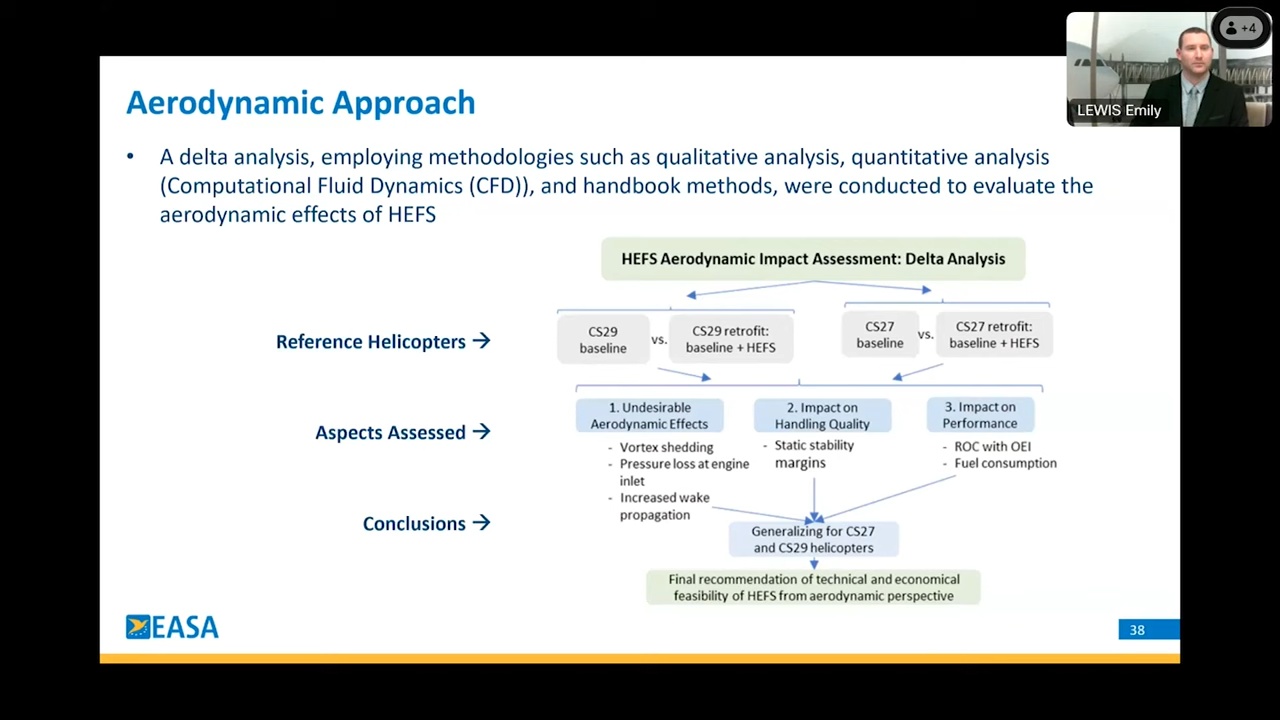 +4
LEWIS Emily
Aerodynamic Approach
• A delta analysis, employing methodologies such as qualitative analysis, quantitative analysis
(Computational Fluid Dynamics (CFD)), and handbook methods, were conducted to evaluate the
aerodynamic effects of HEFS
HEFS Aerodynamic Impact Assessment: Delta Analysis
Reference Helicopters →
CS29
baseline
vs.
CS29 retrofit:
baseline + HEFS
CS27
baseline
vs.
CS27 retrofit:
baseline + HEFS
Aspects Assessed →
1. Undesirable
Aerodynamic Effects
- Vortex shedding
- Pressure loss at engine
inlet
- Increased wake
propagation
2. Impact on
Handling Quality
- Static stability
margins
3. Impact on
Performance
- ROC with OEI
- Fuel consumption
Conclusions →
Generalizing for CS27
and CS29 helicopters
Final recommendation of technical and economical
feasibility of HEFS from aerodynamic perspective
EASA
38